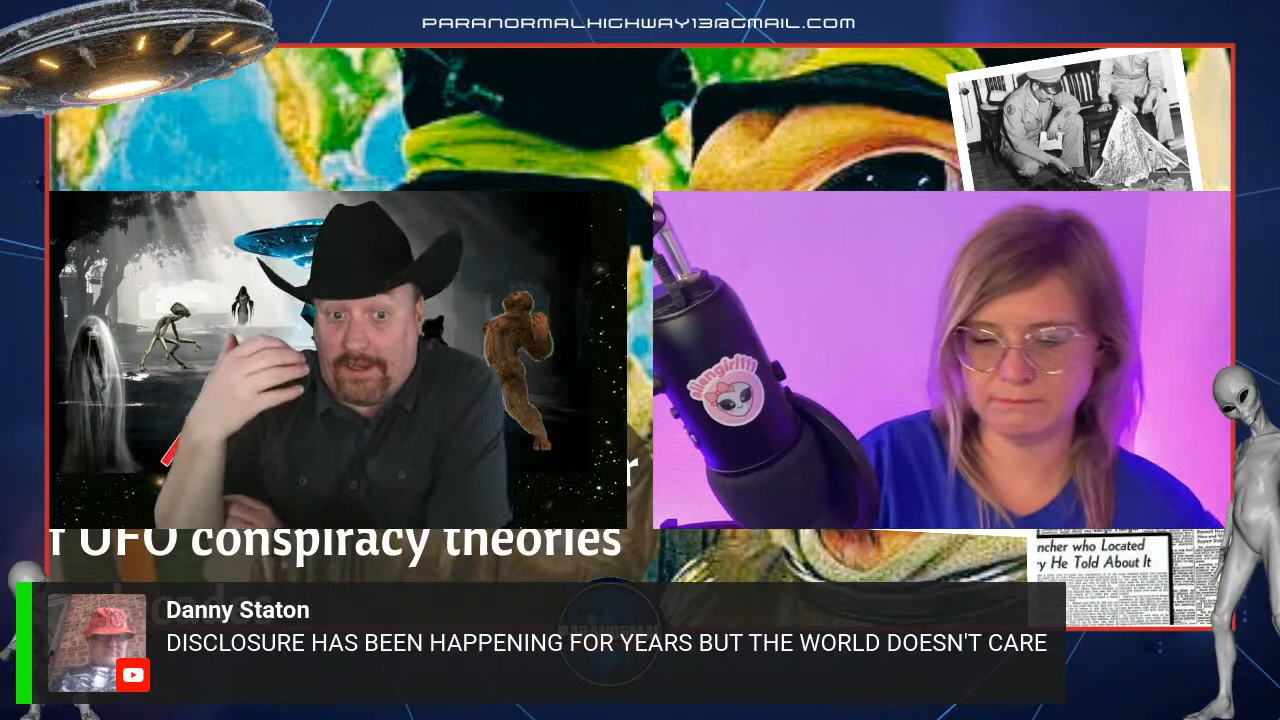 PARANORMALHIGHWAY13@GMAIL.COM
aliengirl1111
r
f UFO conspiracy theories
ncher who Located
y He Told About It
Danny Staton
DISCLOSURE HAS BEEN HAPPENING FOR YEARS BUT THE WORLD DOESN'T CARE